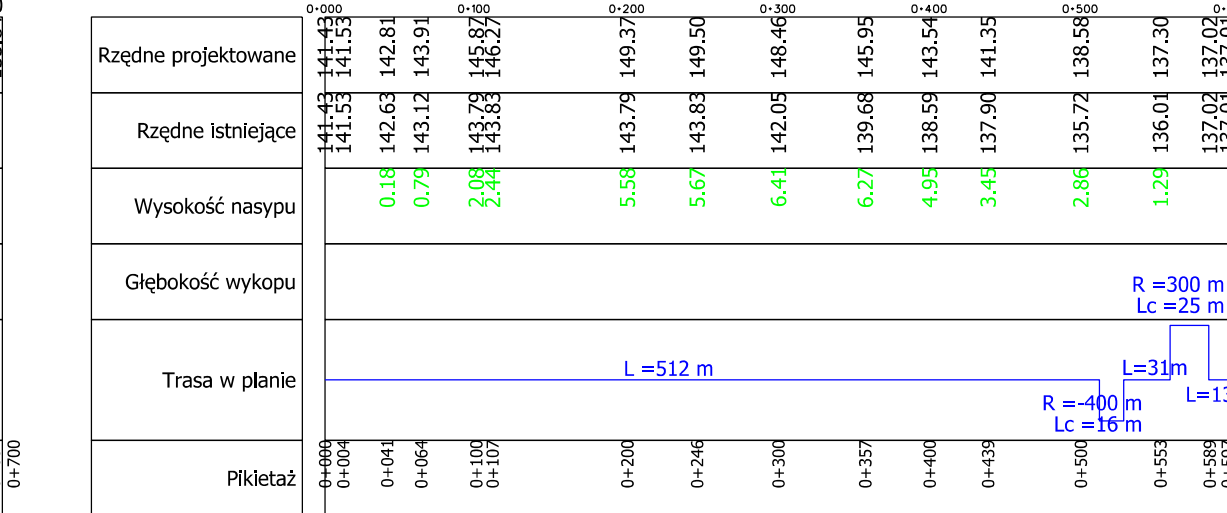 0+000 0+100 0+200 0+300 0+400 0+500
Rzędne projektowane 141.43 141.53 142.81 143.91 145.87 146.27 149.37 149.50 148.46 145.95 143.54 141.35 138.58 137.30 137.02 137.01
Rzędne istniejące 141.43 141.53 142.63 143.12 143.79 143.83 143.79 143.83 142.05 139.68 138.59 137.90 135.72 136.01 137.02 137.01
Wysokość nasypu 0.18 0.79 2.08 2.44 5.58 5.67 6.41 6.27 4.95 3.45 2.86 1.29
Głębokość wykopu
R =300 m
Lc =25 m
Trasa w planie
L =512 m
L=31m
R =-400 m
Lc =16 m
L=13
Pikietaż 0+000 0+004 0+041 0+064 0+100 0+107 0+200 0+246 0+300 0+357 0+400 0+439 0+500 0+553 0+589
0+700